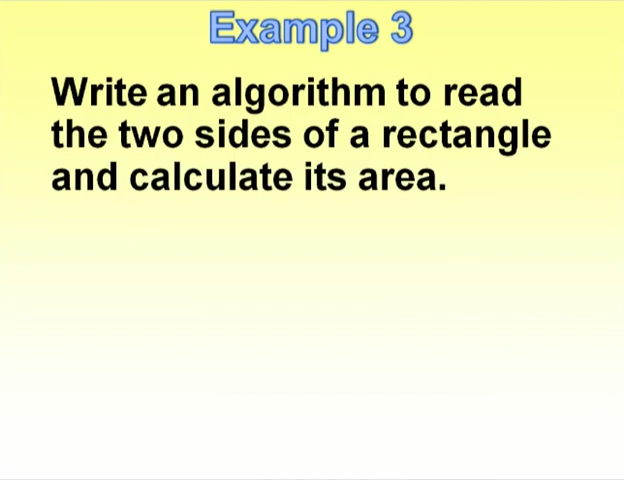 Example 3
Write an algorithm to read
the two sides of a rectangle
and calculate its area.